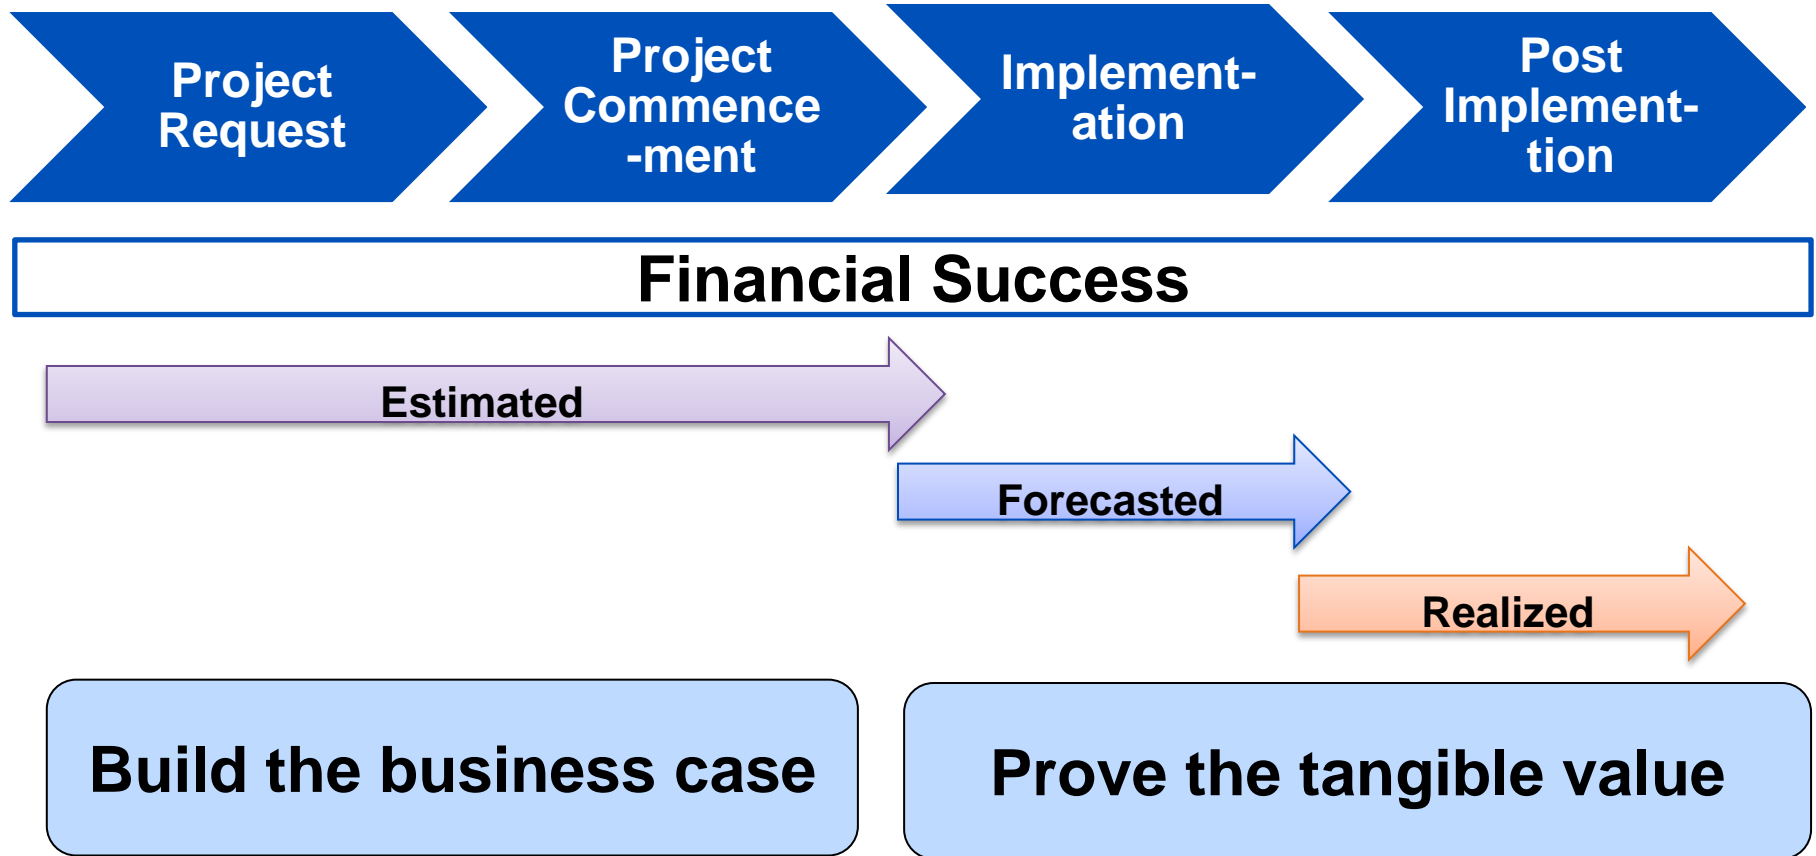 Project
Request
Project
Commence
-ment
Implement-
ation
Post
Implement-
tion
Financial Success
Estimated
Forecasted
Realized
Build the business case
Prove the tangible value